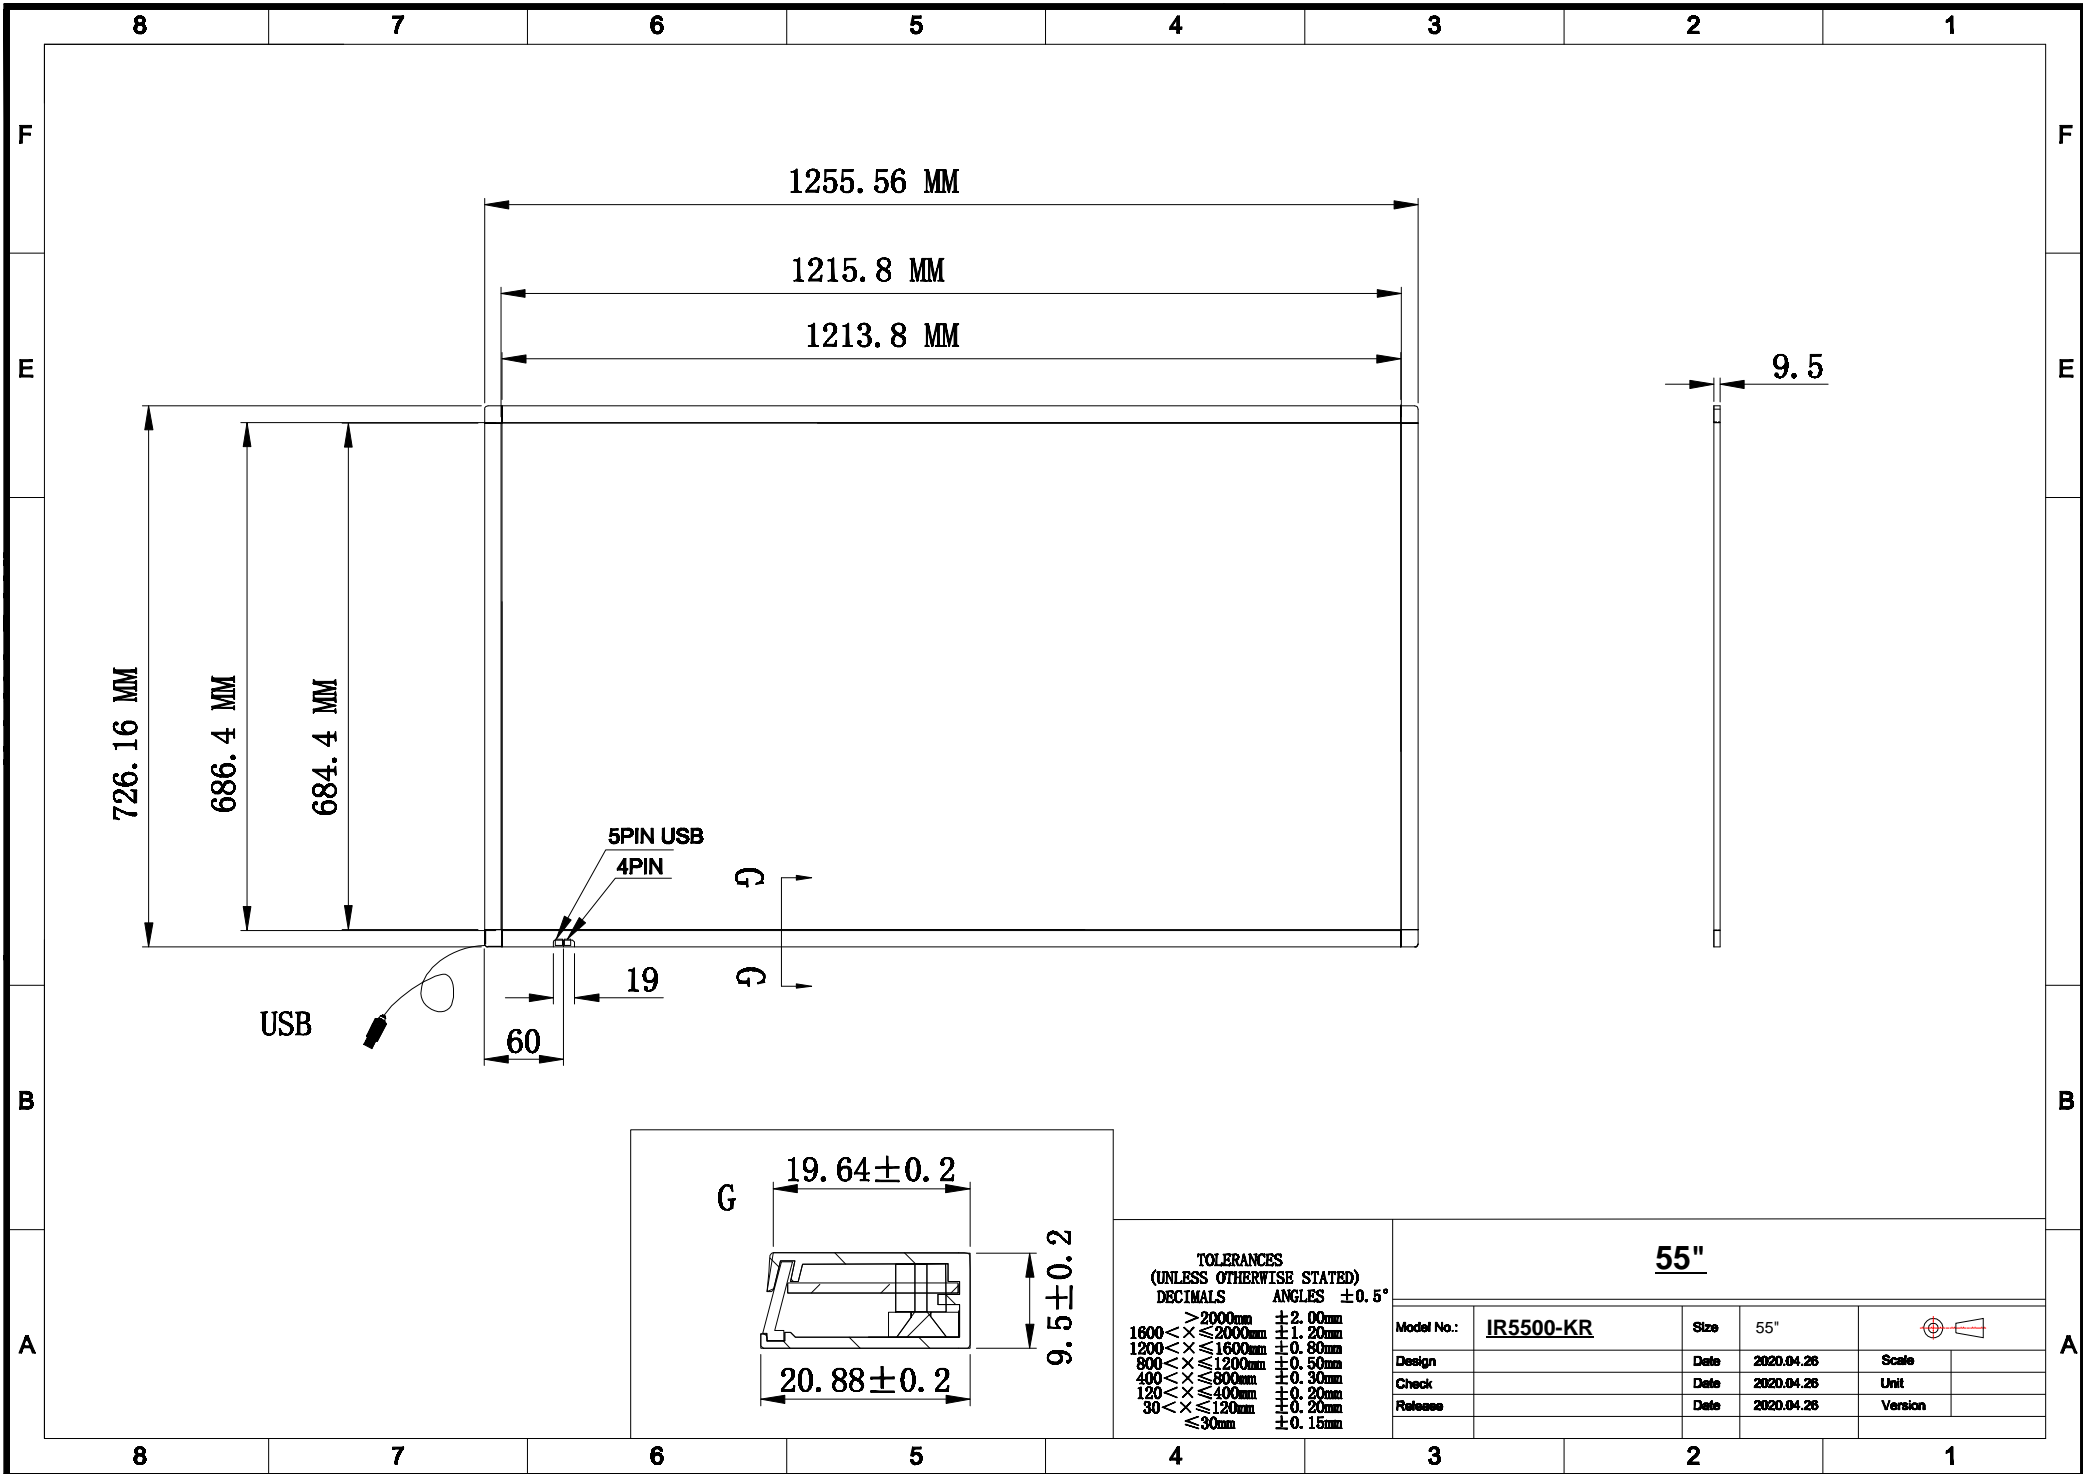 8 7 6 5 4 3 2 1
F F
1255.56 MM
1215.8 MM
1213.8 MM
E E
9.5
726.16 MM
686.4 MM
684.4 MM
5PIN USB
4PIN
G
G
19
USB
60
B B
19.64±0.2
G
9.5±0.2
20.88±0.2
TOLERANCES
(UNLESS OTHERWISE STATED)
DECIMALS ANGLES ±0.5°
>2000mm ±2.00mm
1600<×≤2000mm ±1.20mm
1200<×≤1600mm ±0.80mm
800<×≤1200mm ±0.50mm
400<×≤800mm ±0.30mm
120<×≤400mm ±0.20mm
30<×≤120mm ±0.20mm
≤30mm ±0.15mm
55"
Model No.: IR5500-KR Size 55"
Design Date 2020.04.26 Scale
Check Date 2020.04.26 Unit
Release Date 2020.04.26 Version
A A
8 7 6 5 4 3 2 1